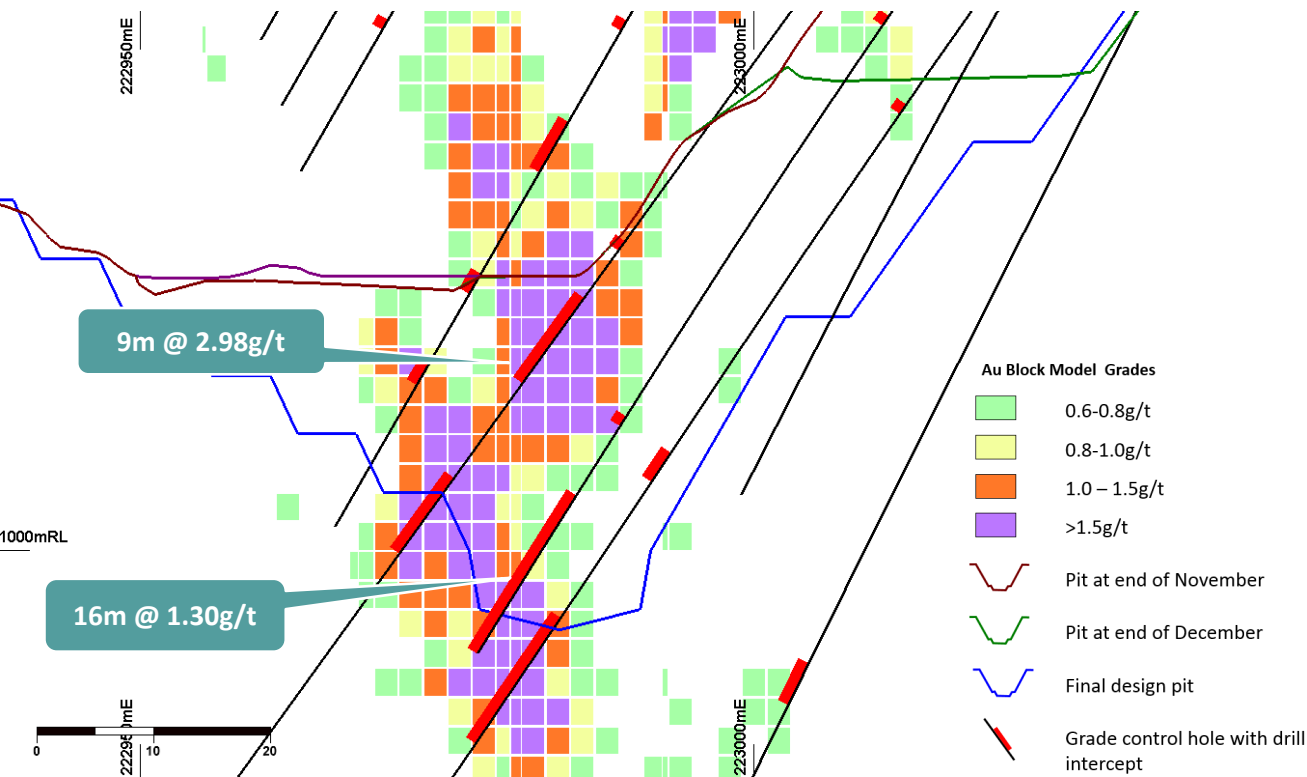 222950mE
223000mE
9m @ 2.98g/t
Au Block Model Grades
0.6-0.8g/t
0.8-1.0g/t
1.0 – 1.5g/t
>1.5g/t
1000mRL
16m @ 1.30g/t
Pit at end of November
Pit at end of December
Final design pit
Grade control hole with drill
intercept
0 10 20
223000mE